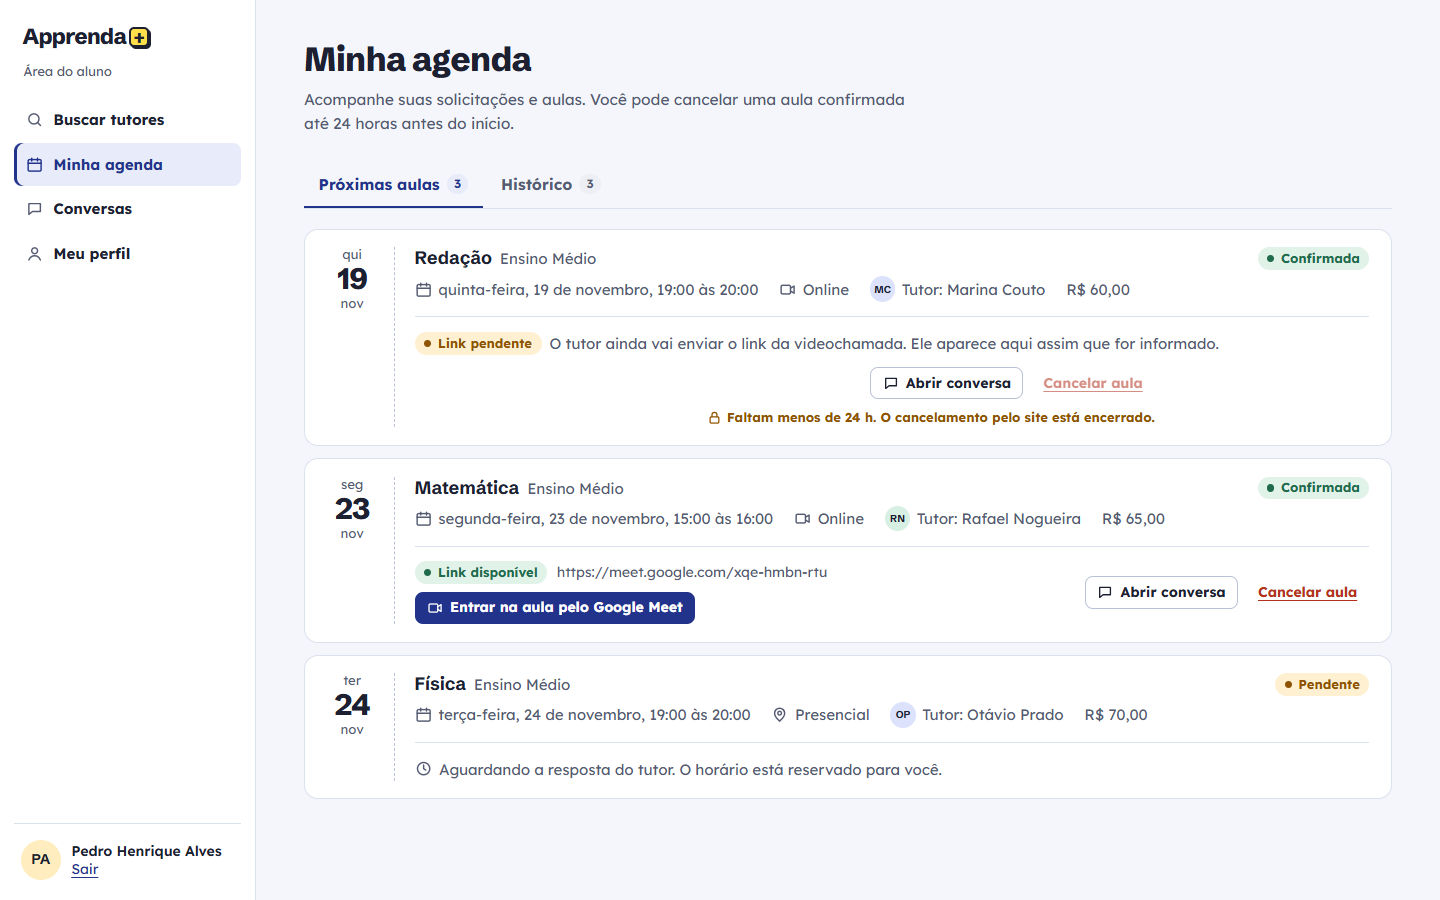 Apprenda+
Área do aluno
Buscar tutores
Minha agenda
Conversas
Meu perfil
Pedro Henrique Alves
PA
Sair
Minha agenda
Acompanhe suas solicitações e aulas. Você pode cancelar uma aula confirmada
até 24 horas antes do início.
Próximas aulas 3
Histórico 3
qui
19
nov
Redação Ensino Médio
Confirmada
quinta-feira, 19 de novembro, 19:00 às 20:00 Online MC Tutor: Marina Couto R$ 60,00
Link pendente O tutor ainda vai enviar o link da videochamada. Ele aparece aqui assim que for informado.
Abrir conversa Cancelar aula
Faltam menos de 24 h. O cancelamento pelo site está encerrado.
seg
23
nov
Matemática Ensino Médio
Confirmada
segunda-feira, 23 de novembro, 15:00 às 16:00 Online RN Tutor: Rafael Nogueira R$ 65,00
Link disponível https://meet.google.com/xqe-hmbn-rtu
Entrar na aula pelo Google Meet
Abrir conversa Cancelar aula
ter
24
nov
Física Ensino Médio
Pendente
terça-feira, 24 de novembro, 19:00 às 20:00 Presencial OP Tutor: Otávio Prado R$ 70,00
Aguardando a resposta do tutor. O horário está reservado para você.